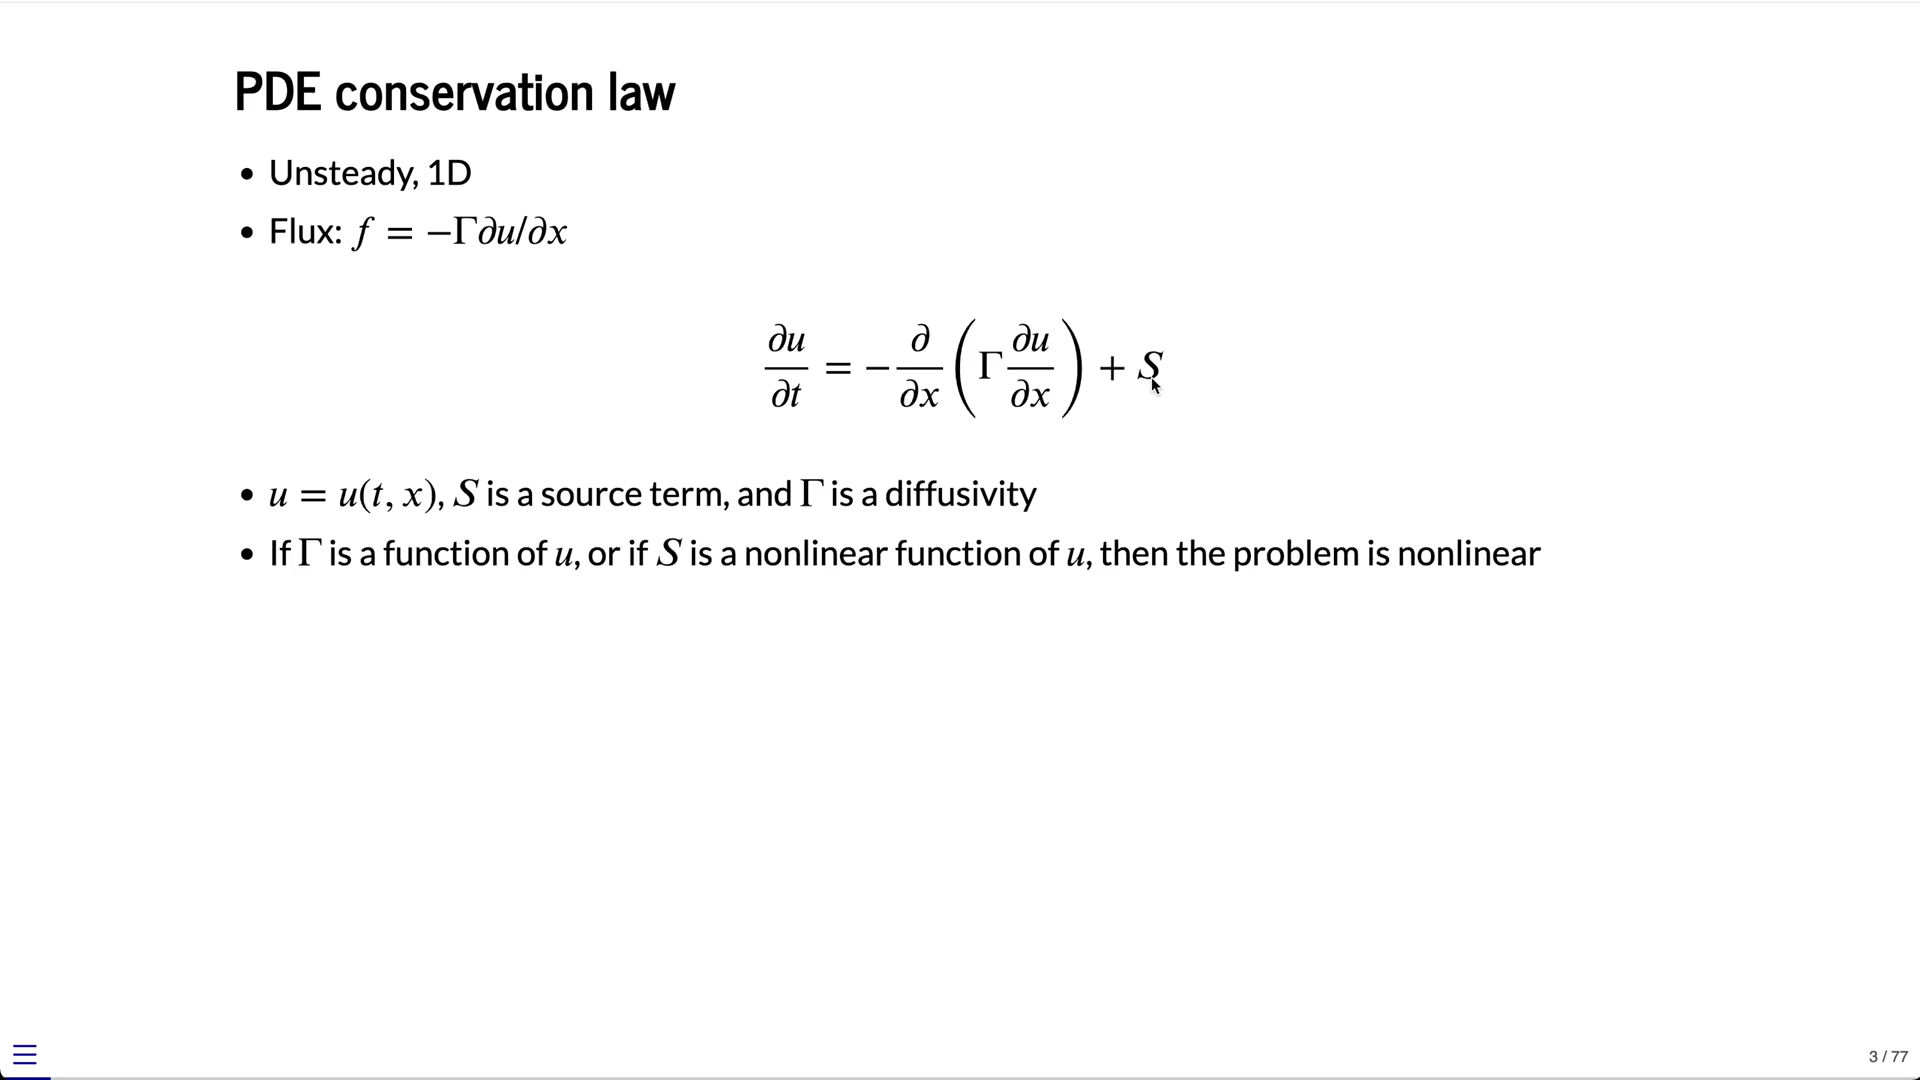 PDE conservation law
• Unsteady, 1D
• Flux: f = −Γ∂u/∂x
∂u/∂t = −∂/∂x (Γ ∂u/∂x) + S
• u = u(t, x), S is a source term, and Γ is a diffusivity
• If Γ is a function of u, or if S is a nonlinear function of u, then the problem is nonlinear
3 / 77